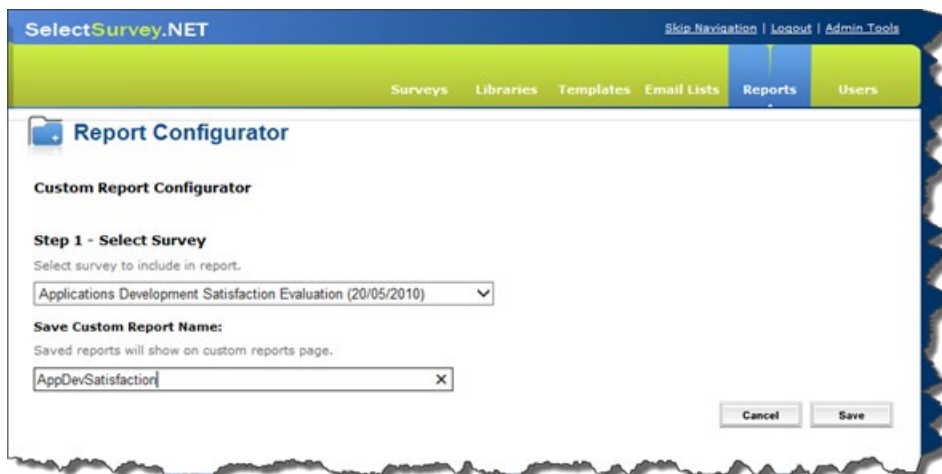 SelectSurvey.NET
Skip Navigation | Logout | Admin Tools
Surveys Libraries Templates Email Lists Reports Users
Report Configurator
Custom Report Configurator
Step 1 - Select Survey
Select survey to include in report.
Applications Development Satisfaction Evaluation (20/05/2010)
Save Custom Report Name:
Saved reports will show on custom reports page.
AppDevSatisfaction
Cancel Save